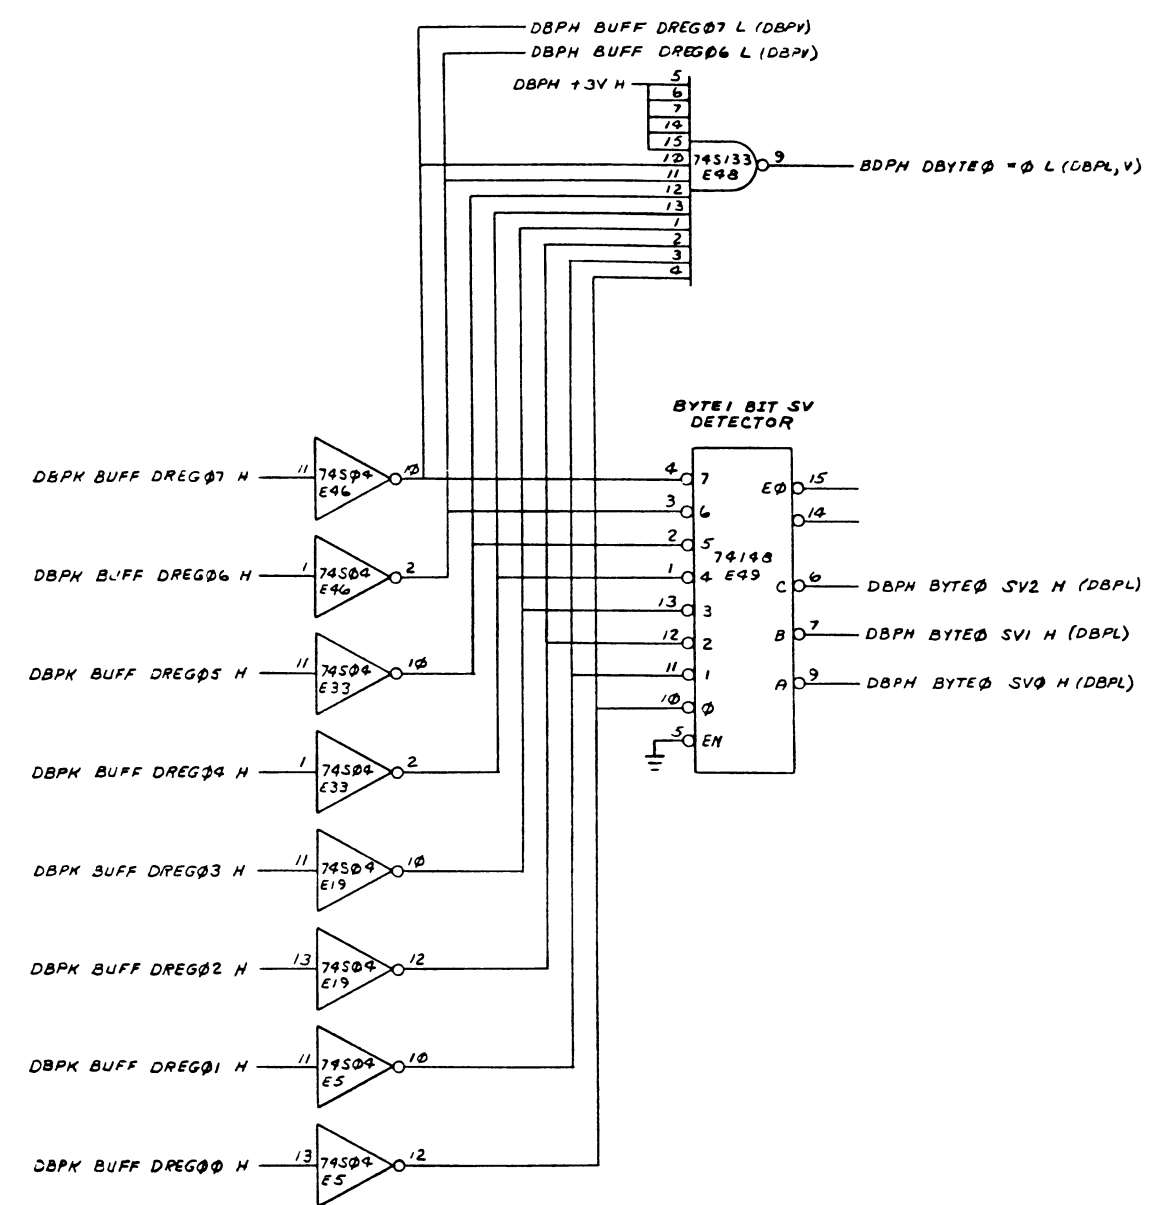 DBPH BUFF DREGØ7 L (DBPV)
DBPH BUFF DREGØ6 L (DBPV)
DBPH +3V H
5
6
7
14
15
1Ø
11
12
13
1
2
3
4
74S133
E48
9
BDPH DBYTEØ =Ø L (DBPL, V)
BYTE1 BIT SV
DETECTOR
DBPK BUFF DREGØ7 H
11
74SØ4
E46
1Ø
DBPK BUFF DREGØ6 H
1
74SØ4
E46
2
DBPK BUFF DREGØ5 H
11
74SØ4
E33
1Ø
DBPK BUFF DREGØ4 H
1
74SØ4
E33
2
DBPK BUFF DREGØ3 H
11
74SØ4
E19
1Ø
DBPK BUFF DREGØ2 H
13
74SØ4
E19
12
DBPK BUFF DREGØ1 H
11
74SØ4
E5
1Ø
DBPK BUFF DREGØØ H
13
74SØ4
E5
12
4 7
3 6
2 5
1 4
13 3
12 2
11 1
1Ø Ø
5 EN
74148
E49
EØ 15
14
C 6 DBPH BYTEØ SV2 H (DBPL)
B 7 DBPH BYTEØ SV1 H (DBPL)
A 9 DBPH BYTEØ SVØ H (DBPL)